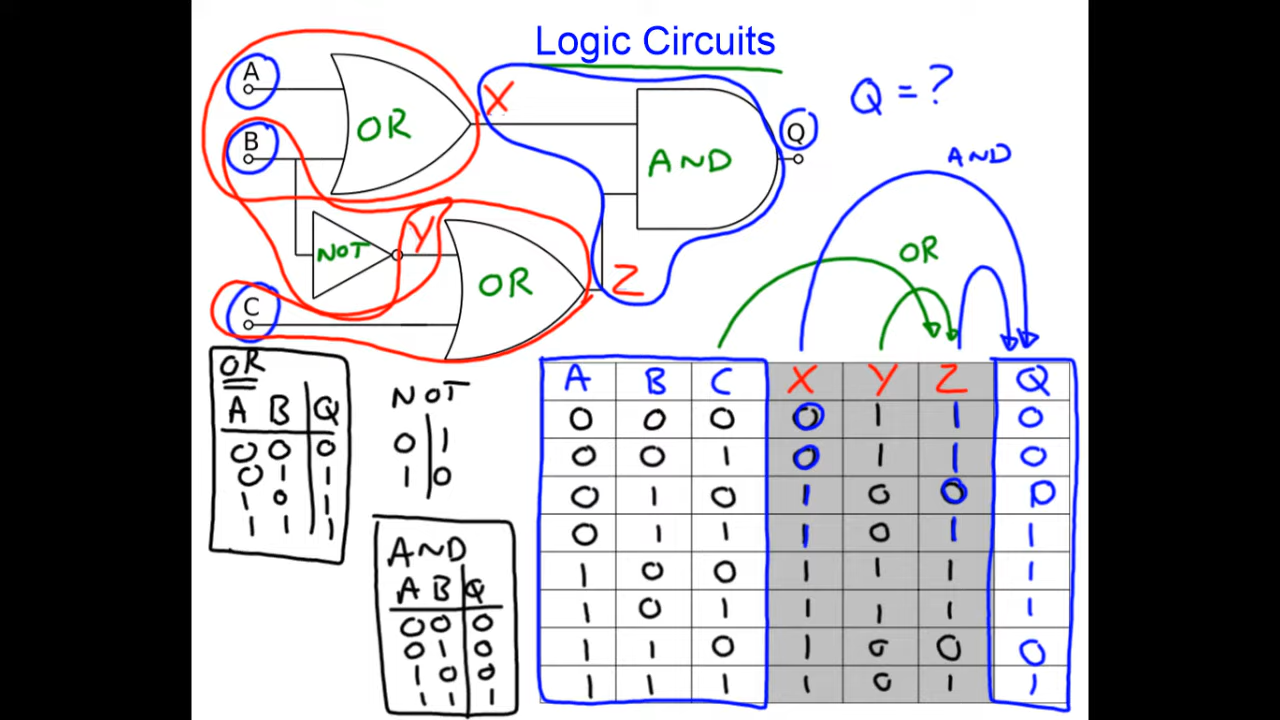 Logic Circuits
A
B
C
OR
NOT
OR
AND
X
Y
Z
Q
Q = ?
AND
OR
OR
A B Q
0 0 0
0 1 1
1 0 1
1 1 1
NOT
0 1
1 0
AND
A B Q
0 0 0
0 1 0
1 0 0
1 1 1
A B C X Y Z Q
0 0 0 0 1 1 0
0 0 1 0 1 1 0
0 1 0 1 0 0 0
0 1 1 1 0 1 1
1 0 0 1 1 1 1
1 0 1 1 1 1 1
1 1 0 1 0 0 0
1 1 1 1 0 1 1